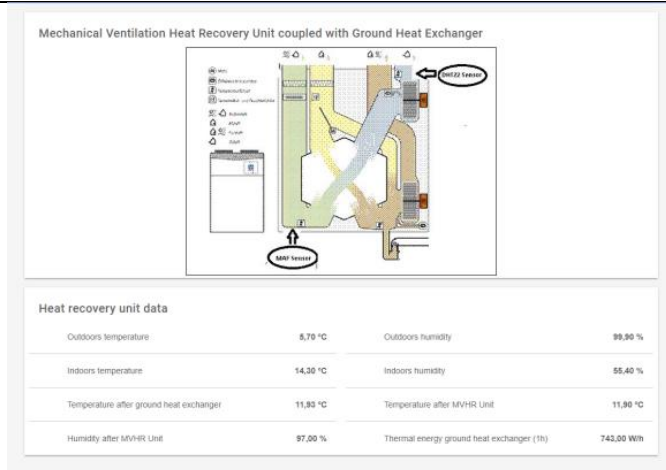 Mechanical Ventilation Heat Recovery Unit coupled with Ground Heat Exchanger
DHT22 Sensor
MAF Sensor
Heat recovery unit data
Outdoors temperature 5,70 °C Outdoors humidity 99,90 %
Indoors temperature 14,30 °C Indoors humidity 55,40 %
Temperature after ground heat exchanger 11,93 °C Temperature after MVHR Unit 11,90 °C
Humidity after MVHR Unit 97,00 % Thermal energy ground heat exchanger (1h) 743,00 W/h